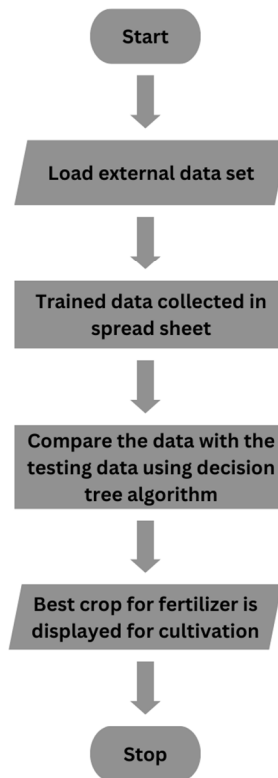 Start
Load external data set
Trained data collected in
spread sheet
Compare the data with the
testing data using decision
tree algorithm
Best crop for fertilizer is
displayed for cultivation
Stop